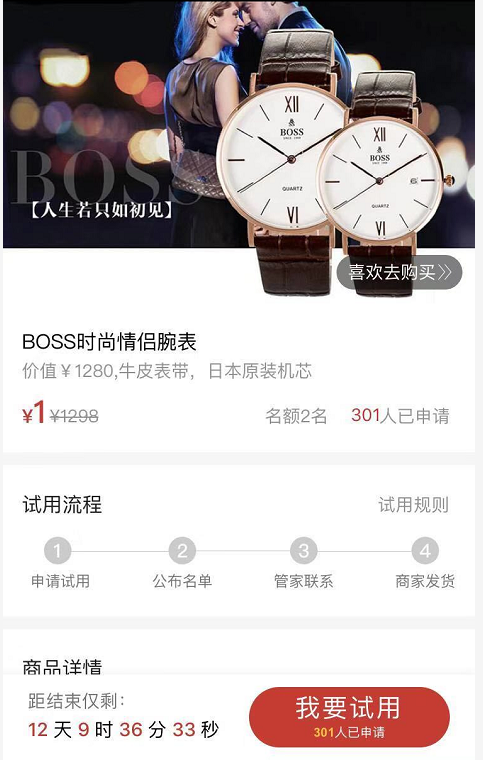 XII
BOSS
QUARTZ
VI
XII
BOSS
QUARTZ
VI
BOSS
【人生若只如初见】
喜欢去购买》
BOSS时尚情侣腕表
价值￥1280,牛皮表带，日本原装机芯
¥1 ¥1298 名额2名 301人已申请
试用流程 试用规则
1 2 3 4
申请试用 公布名单 管家联系 商家发货
商品详情
距结束仅剩：
12 天 9 时 36 分 33 秒
我要试用
301人已申请